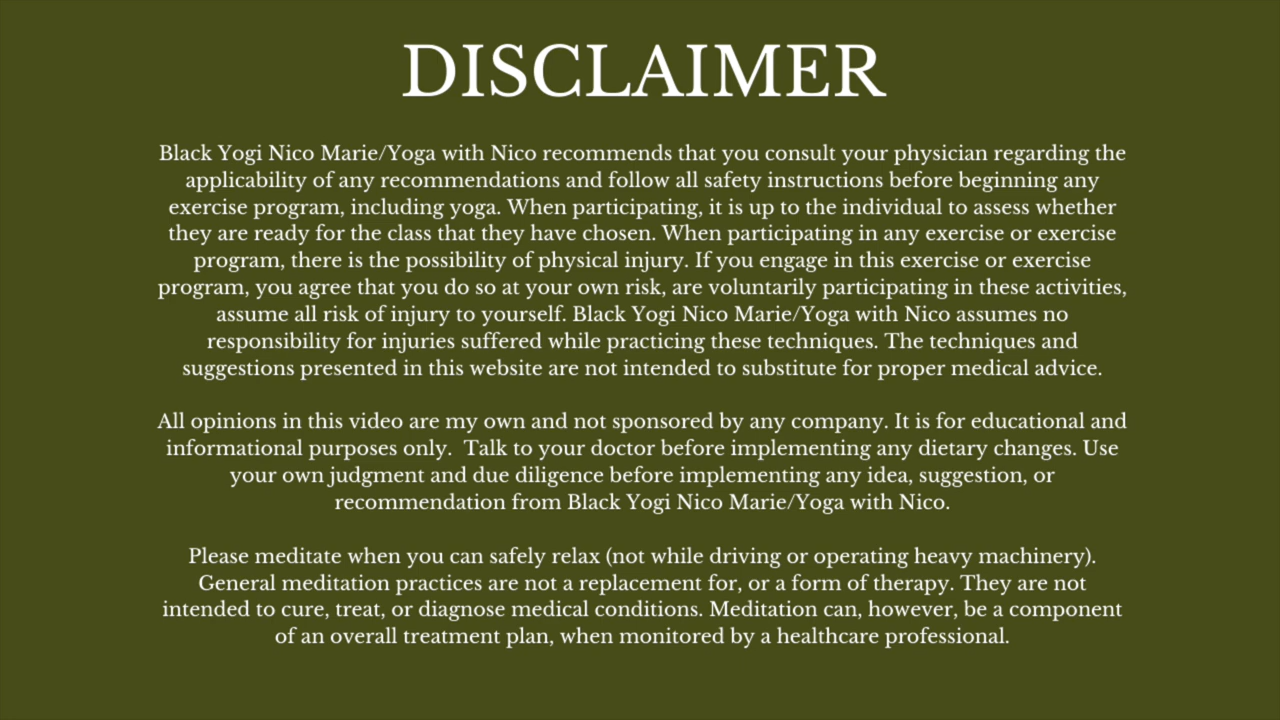 DISCLAIMER
Black Yogi Nico Marie/Yoga with Nico recommends that you consult your physician regarding the
applicability of any recommendations and follow all safety instructions before beginning any
exercise program, including yoga. When participating, it is up to the individual to assess whether
they are ready for the class that they have chosen. When participating in any exercise or exercise
program, there is the possibility of physical injury. If you engage in this exercise or exercise
program, you agree that you do so at your own risk, are voluntarily participating in these activities,
assume all risk of injury to yourself. Black Yogi Nico Marie/Yoga with Nico assumes no
responsibility for injuries suffered while practicing these techniques. The techniques and
suggestions presented in this website are not intended to substitute for proper medical advice.
All opinions in this video are my own and not sponsored by any company. It is for educational and
informational purposes only.  Talk to your doctor before implementing any dietary changes. Use
your own judgment and due diligence before implementing any idea, suggestion, or
recommendation from Black Yogi Nico Marie/Yoga with Nico.
Please meditate when you can safely relax (not while driving or operating heavy machinery).
General meditation practices are not a replacement for, or a form of therapy. They are not
intended to cure, treat, or diagnose medical conditions. Meditation can, however, be a component
of an overall treatment plan, when monitored by a healthcare professional.